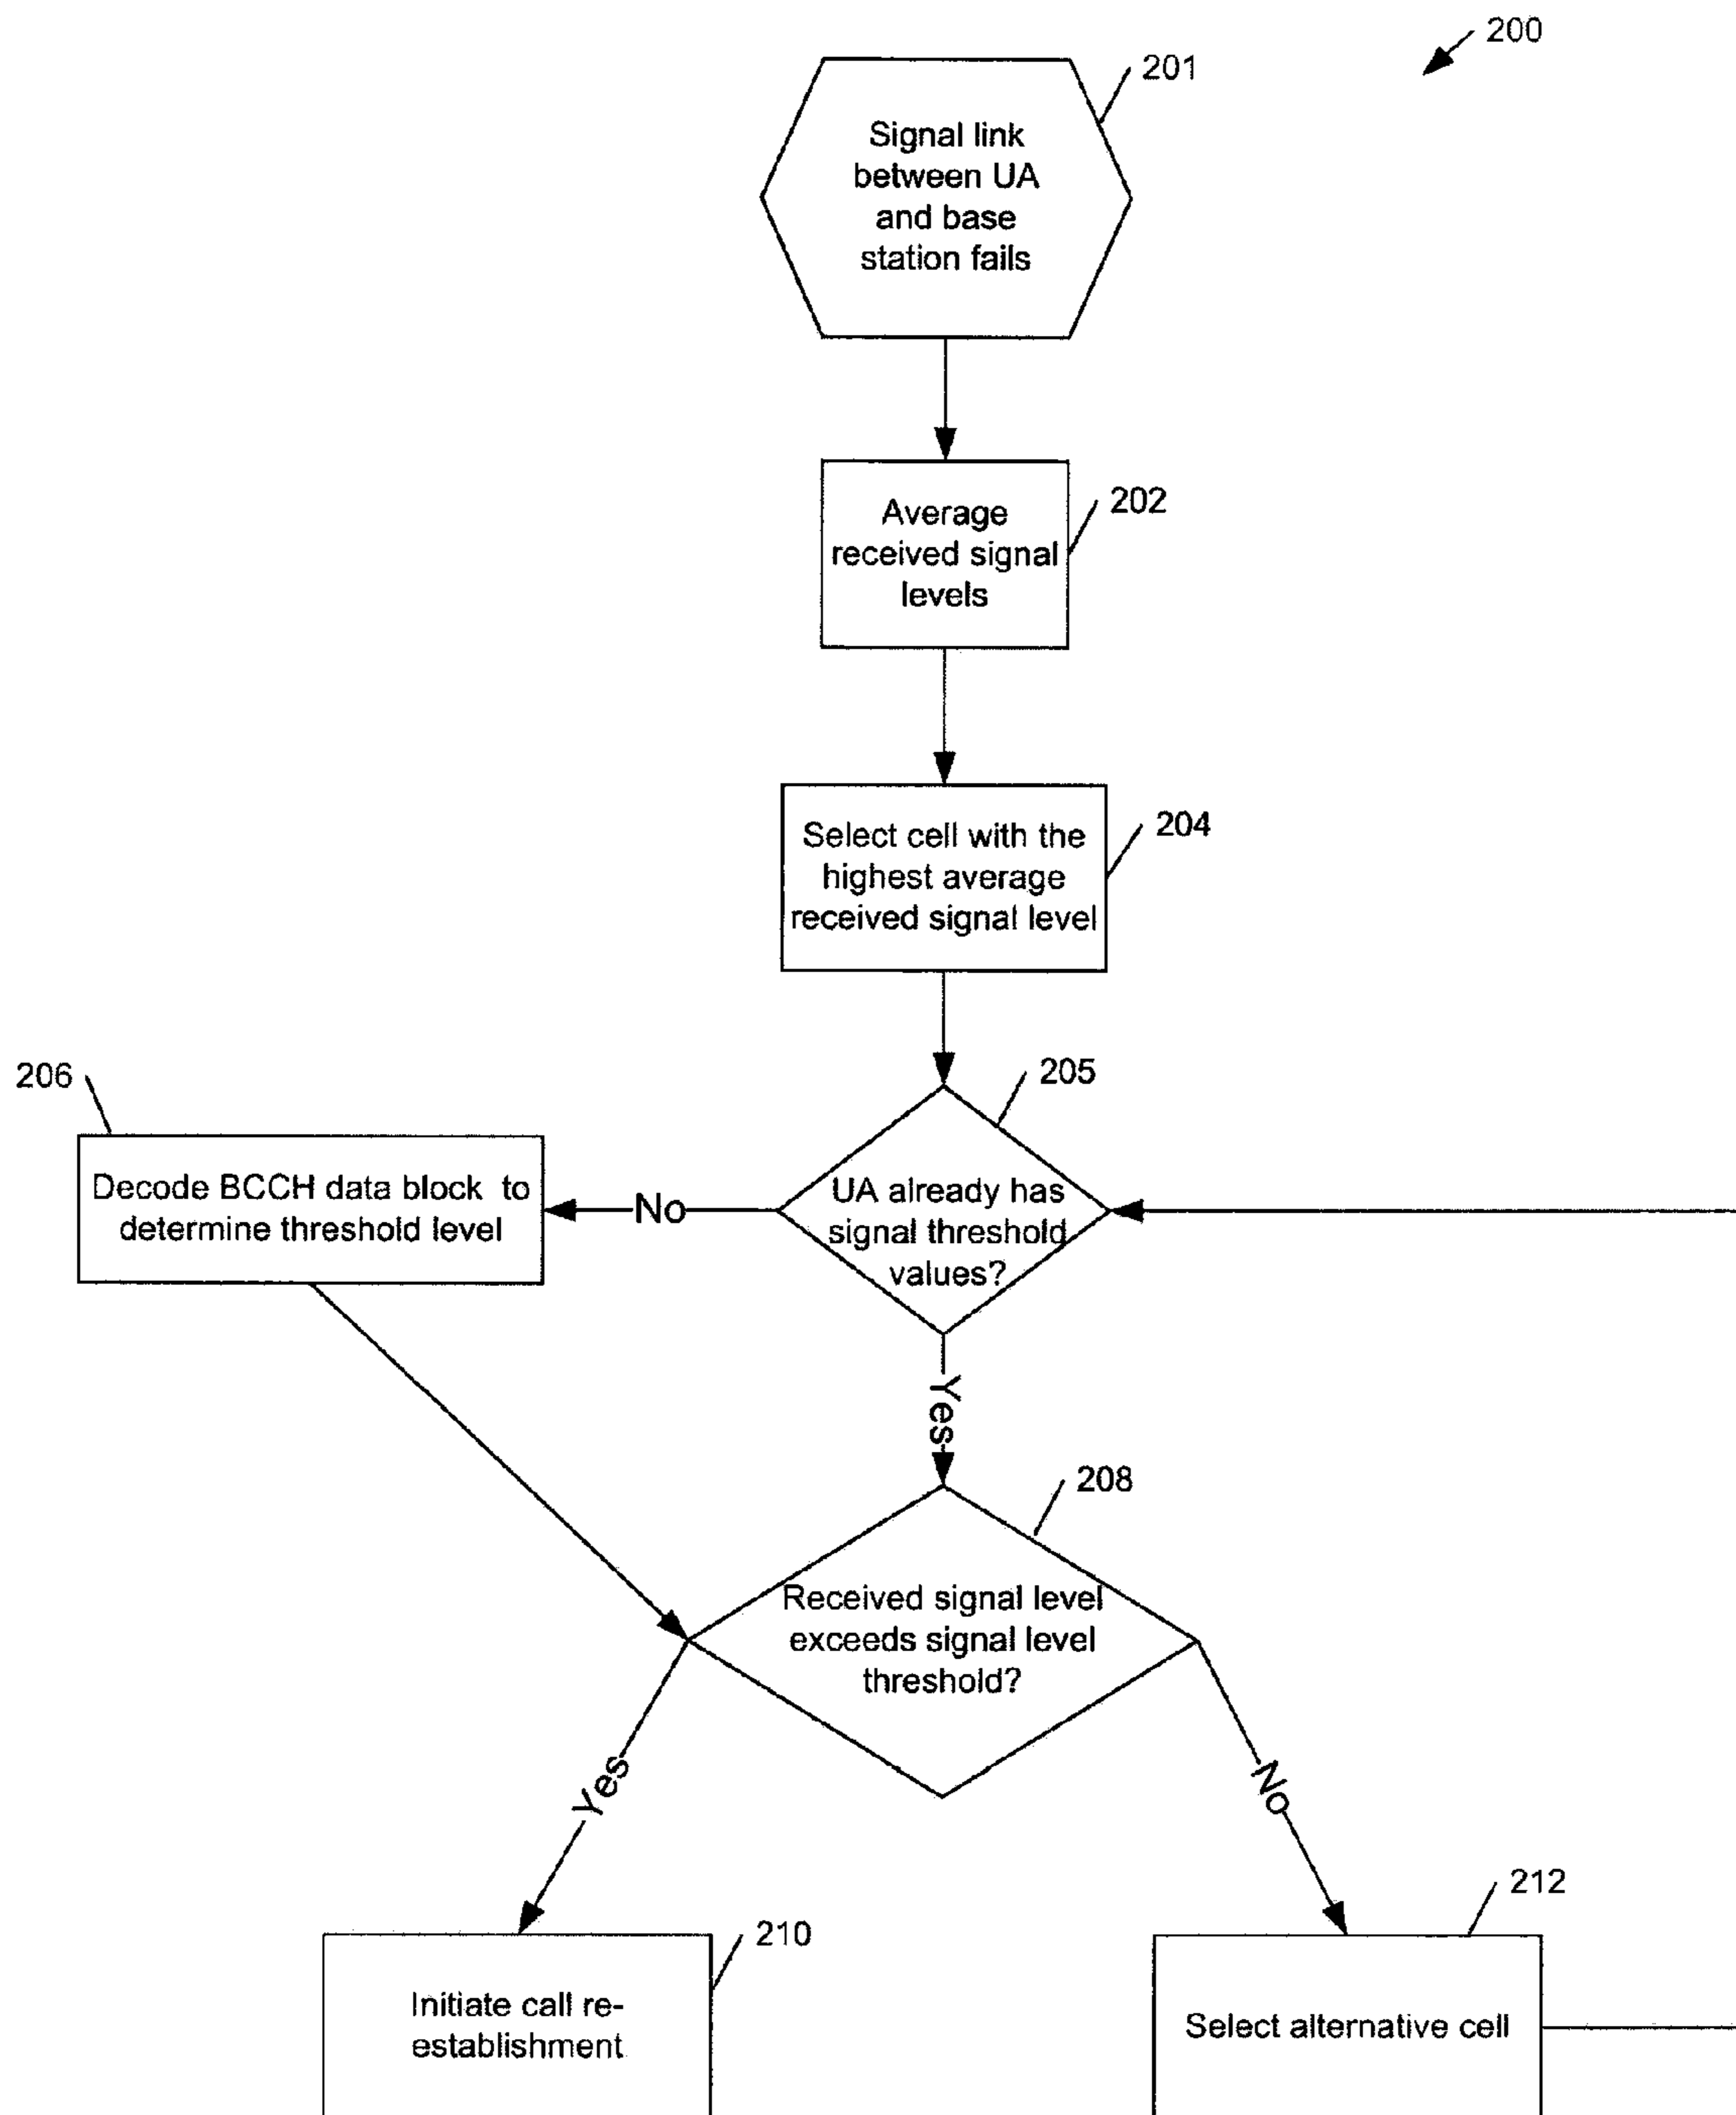 200
201
Signal link
between UA
and base
station fails
202
Average
received signal
levels
204
Select cell with the
highest average
received signal level
205
206
UA already has
signal threshold
values?
Decode BCCH data block to
determine threshold level
No
Yes
208
Received signal level
exceeds signal level
threshold?
Yes
No
210
212
Initiate call re-
establishment
Select alternative cell